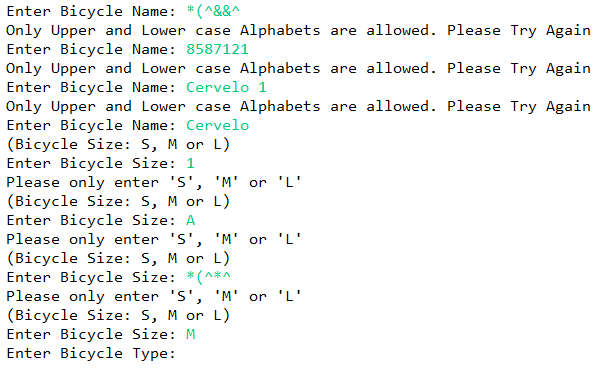 Enter Bicycle Name: *(^&&^
Only Upper and Lower case Alphabets are allowed. Please Try Again
Enter Bicycle Name: 8587121
Only Upper and Lower case Alphabets are allowed. Please Try Again
Enter Bicycle Name: Cervelo 1
Only Upper and Lower case Alphabets are allowed. Please Try Again
Enter Bicycle Name: Cervelo
(Bicycle Size: S, M or L)
Enter Bicycle Size: 1
Please only enter 'S', 'M' or 'L'
(Bicycle Size: S, M or L)
Enter Bicycle Size: A
Please only enter 'S', 'M' or 'L'
(Bicycle Size: S, M or L)
Enter Bicycle Size: *(^*^
Please only enter 'S', 'M' or 'L'
(Bicycle Size: S, M or L)
Enter Bicycle Size: M
Enter Bicycle Type: